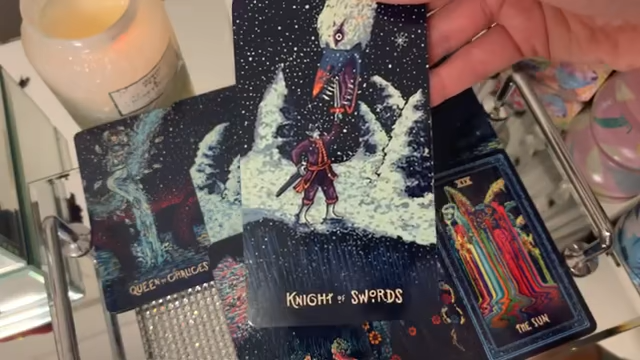 QUEEN OF CHALICES
KNIGHT OF SWORDS
XIX
THE SUN